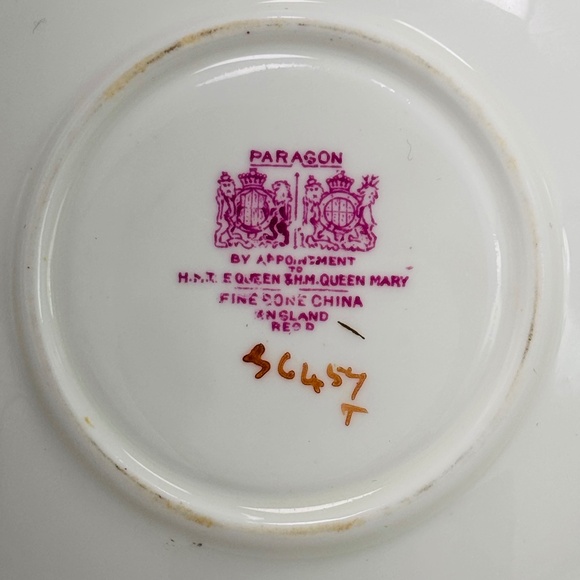 PARAGON
BY APPOINTMENT
TO
H.M. THE QUEEN & H.M. QUEEN MARY
FINE BONE CHINA
ENGLAND
REGD
T